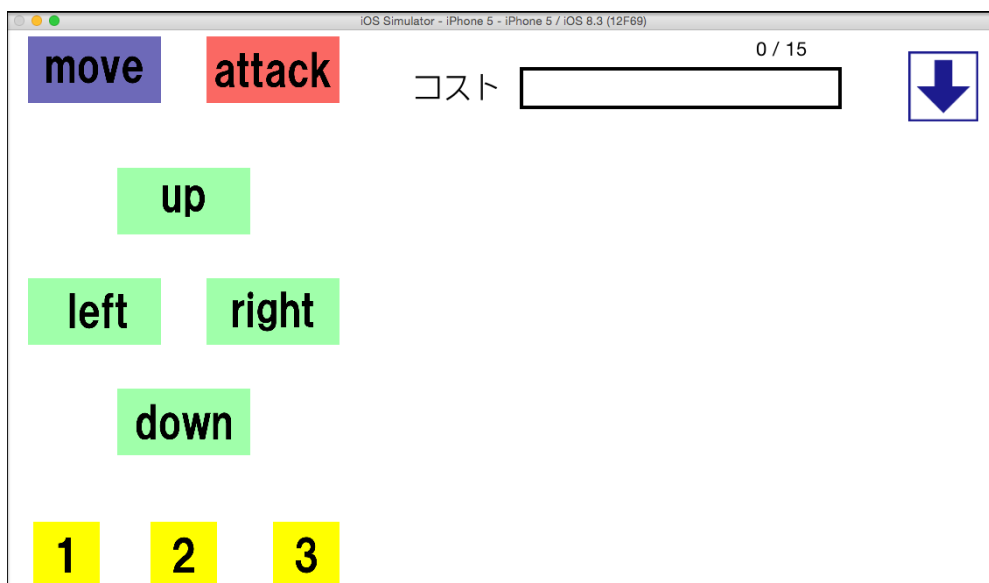 iOS Simulator - iPhone 5 - iPhone 5 / iOS 8.3 (12F69)
move attack
0 / 15
コスト
up
left right
down
1 2 3